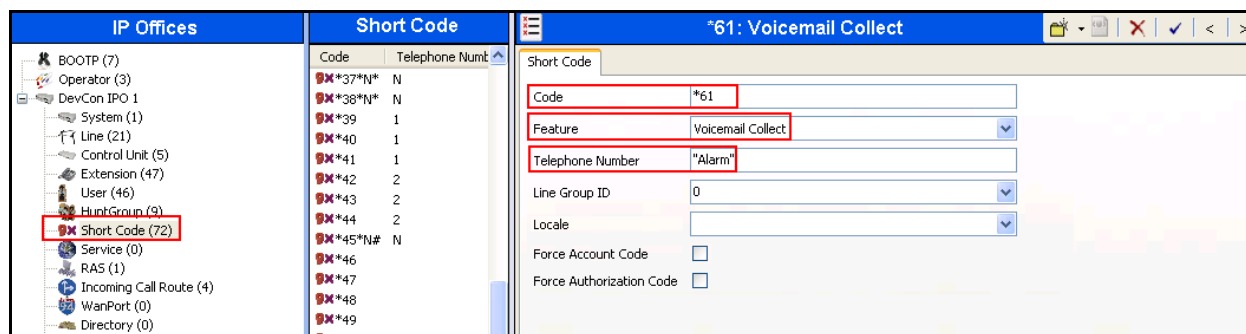 IP Offices
BOOTP (7)
Operator (3)
DevCon IPO 1
System (1)
Line (21)
Control Unit (5)
Extension (47)
User (46)
HuntGroup (9)
Short Code (72)
Service (0)
RAS (1)
Incoming Call Route (4)
WanPort (0)
Directory (0)
Short Code
Code Telephone Numb
*37*N* N
*38*N* N
*39 1
*40 1
*41 1
*42 2
*43 2
*44 2
*45*N# N
*46
*47
*48
*49
*61: Voicemail Collect
Short Code
Code *61
Feature Voicemail Collect
Telephone Number "Alarm"
Line Group ID 0
Locale
Force Account Code
Force Authorization Code